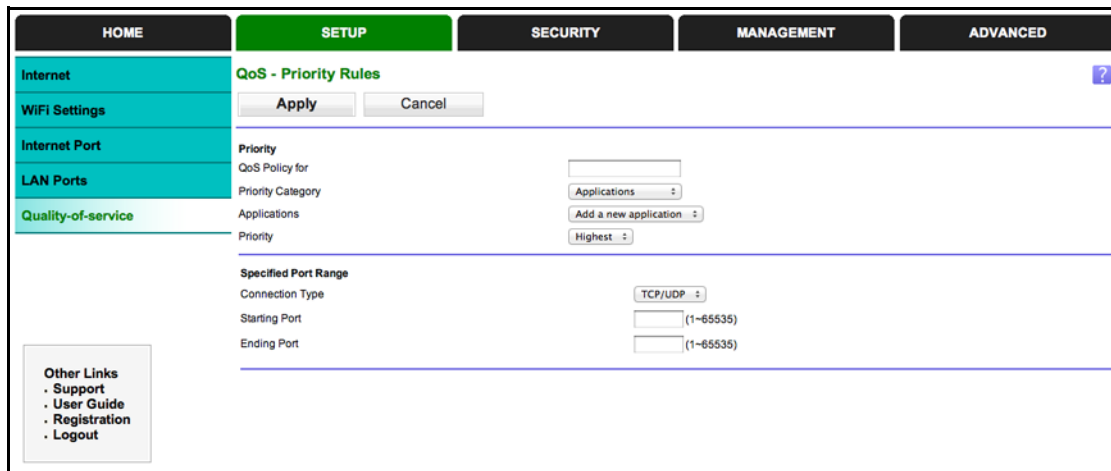 HOME SETUP SECURITY MANAGEMENT ADVANCED
Internet
WiFi Settings
Internet Port
LAN Ports
Quality-of-service
QoS - Priority Rules
?
Apply Cancel
Priority
QoS Policy for
Priority Category Applications
Applications Add a new application
Priority Highest
Specified Port Range
Connection Type TCP/UDP
Starting Port (1~65535)
Ending Port (1~65535)
Other Links
• Support
• User Guide
• Registration
• Logout